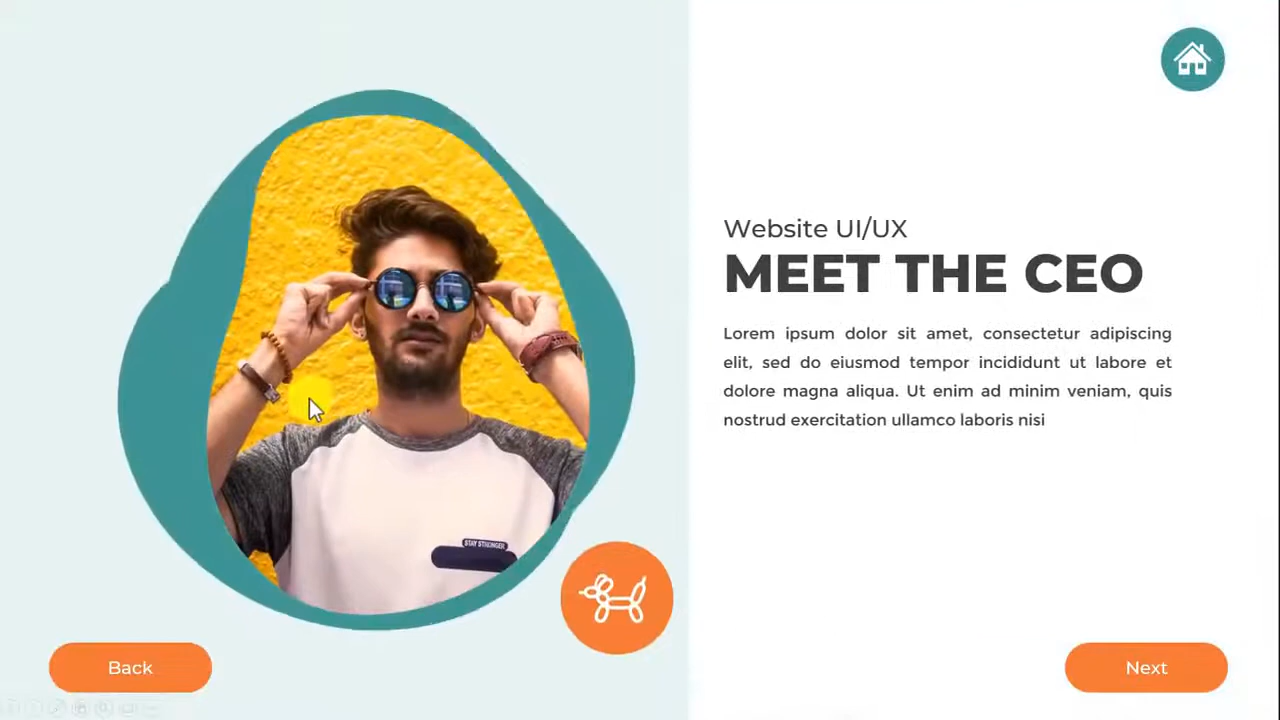 Website UI/UX
MEET THE CEO
Lorem ipsum dolor sit amet, consectetur adipiscing
elit, sed do eiusmod tempor incididunt ut labore et
dolore magna aliqua. Ut enim ad minim veniam, quis
nostrud exercitation ullamco laboris nisi
STAY STRONGER
Back
Next